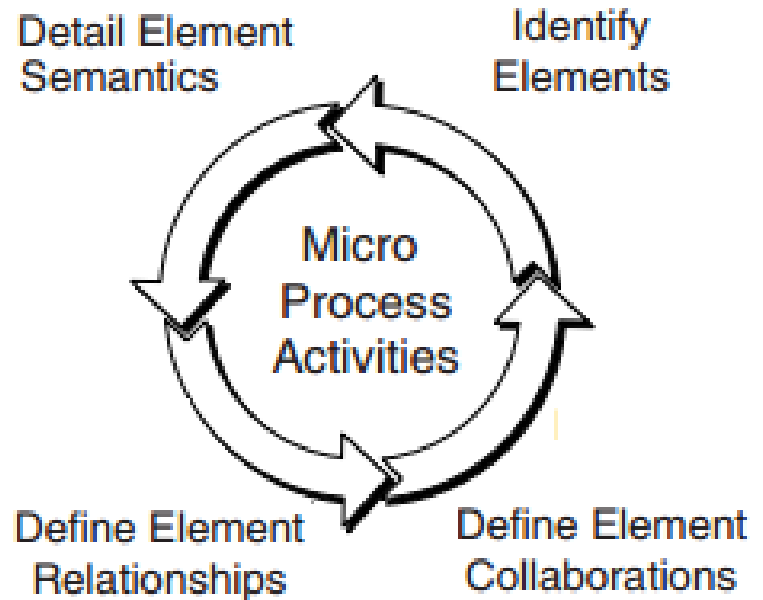 Detail Element
Semantics
Identify
Elements
Micro
Process
Activities
Define Element
Relationships
Define Element
Collaborations